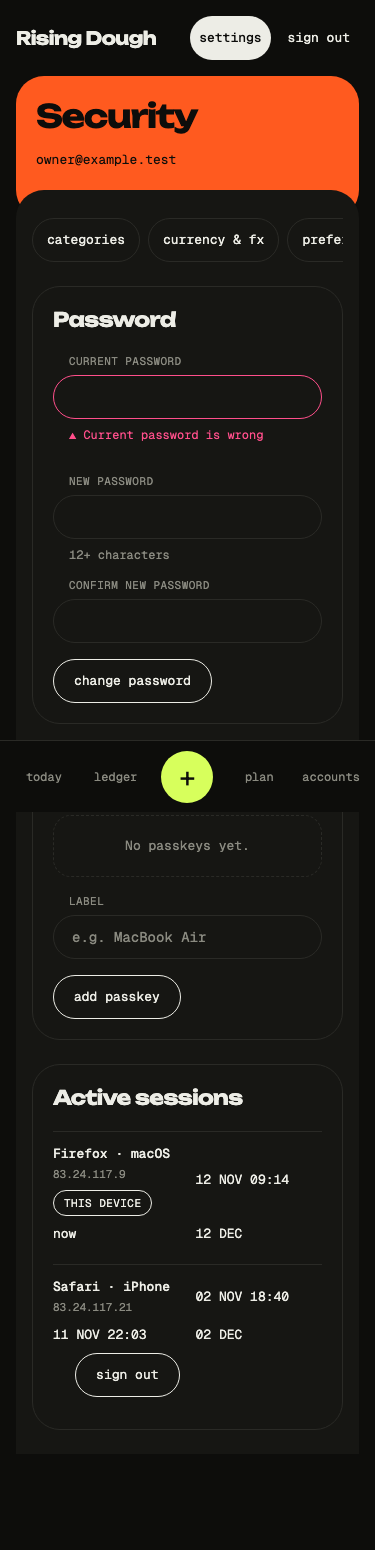 Rising Dough settings sign out
Security
owner@example.test
categories currency & fx
Password
CURRENT PASSWORD
▲ Current password is wrong
NEW PASSWORD
12+ characters
CONFIRM NEW PASSWORD
change password
today ledger + plan accounts
No passkeys yet.
LABEL
e.g. MacBook Air
add passkey
Active sessions
Firefox · macOS
83.24.117.9
12 NOV 09:14
THIS DEVICE
now 12 DEC
Safari · iPhone
02 NOV 18:40
83.24.117.21
11 NOV 22:03 02 DEC
sign out